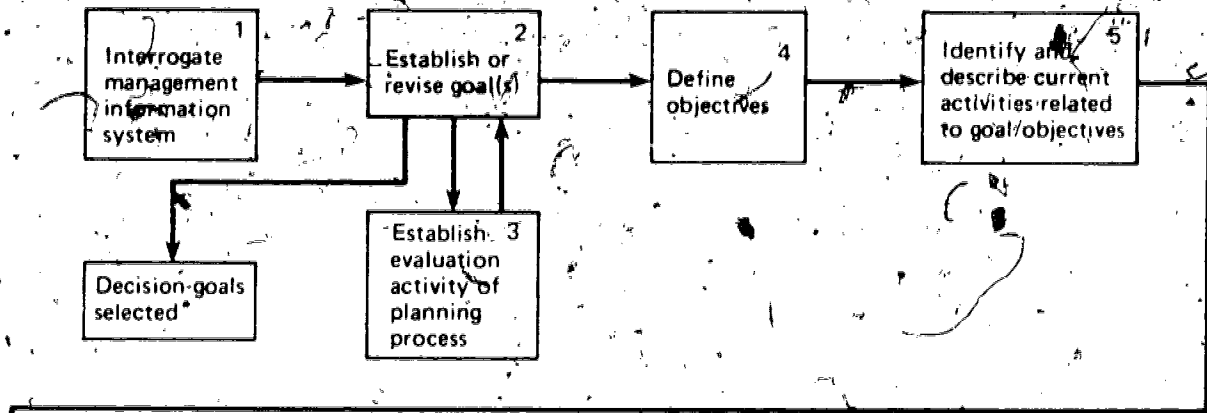 1
Interrogate
management
information
system
2
Establish or
revise goal(s)
4
Define
objectives
5
Identify and
describe current
activities related
to goal/objectives
3
Establish
evaluation
activity of
planning
process
Decision-goals
selected*